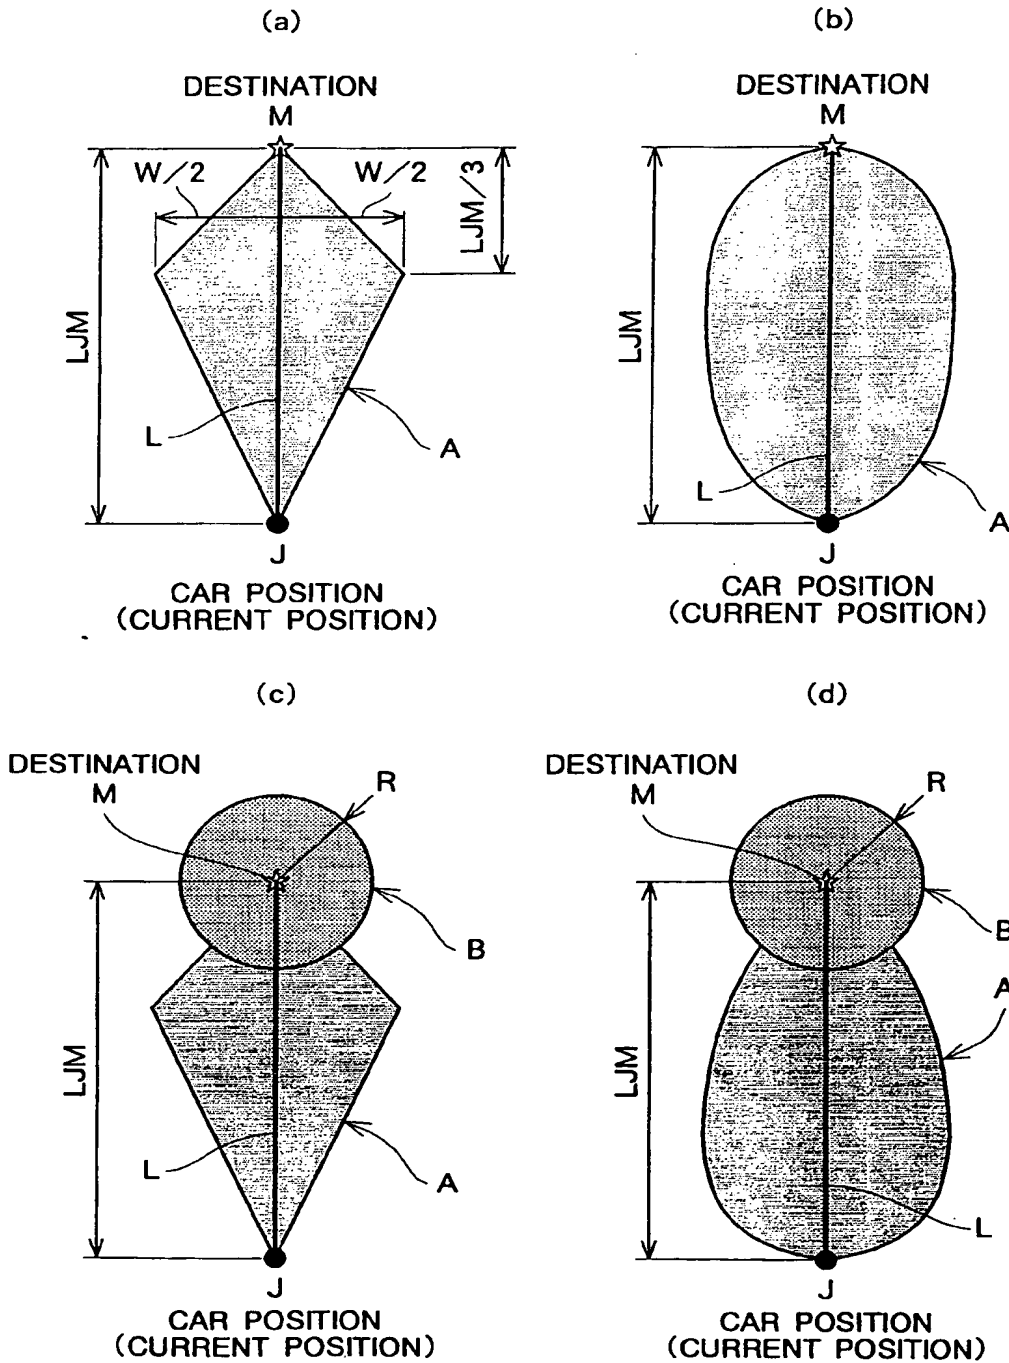 (a)
DESTINATION
M
W/2
W/2
LJM/3
LJM
L
A
J
CAR POSITION
(CURRENT POSITION)
(b)
DESTINATION
M
LJM
L
A
J
CAR POSITION
(CURRENT POSITION)
(c)
DESTINATION
M
R
B
LJM
L
A
J
CAR POSITION
(CURRENT POSITION)
(d)
DESTINATION
M
R
B
A
LJM
L
J
CAR POSITION
(CURRENT POSITION)